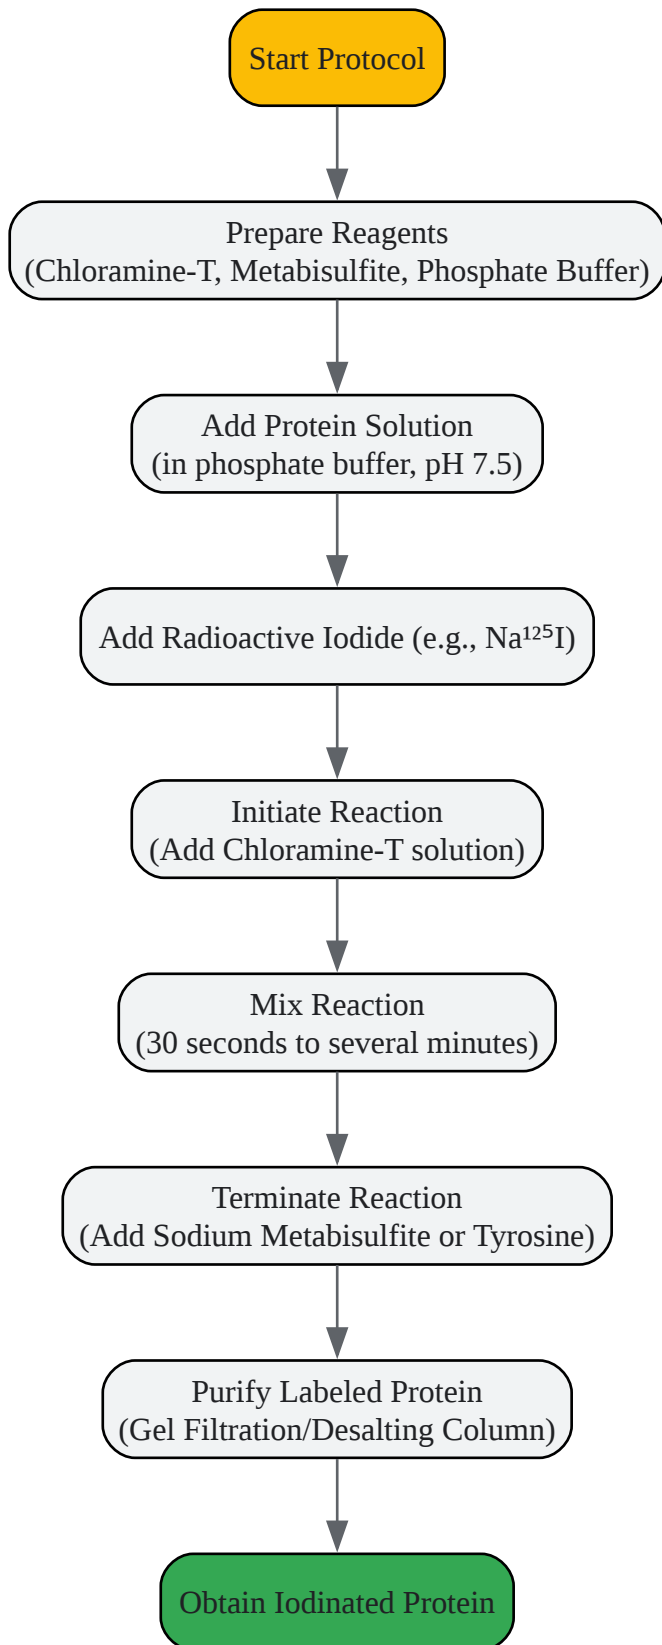 Start Protocol
Prepare Reagents
(Chloramine-T, Metabisulfite, Phosphate Buffer)
Add Protein Solution
(in phosphate buffer, pH 7.5)
Add Radioactive Iodide (e.g., Na¹²⁵I)
Initiate Reaction
(Add Chloramine-T solution)
Mix Reaction
(30 seconds to several minutes)
Terminate Reaction
(Add Sodium Metabisulfite or Tyrosine)
Purify Labeled Protein
(Gel Filtration/Desalting Column)
Obtain Iodinated Protein